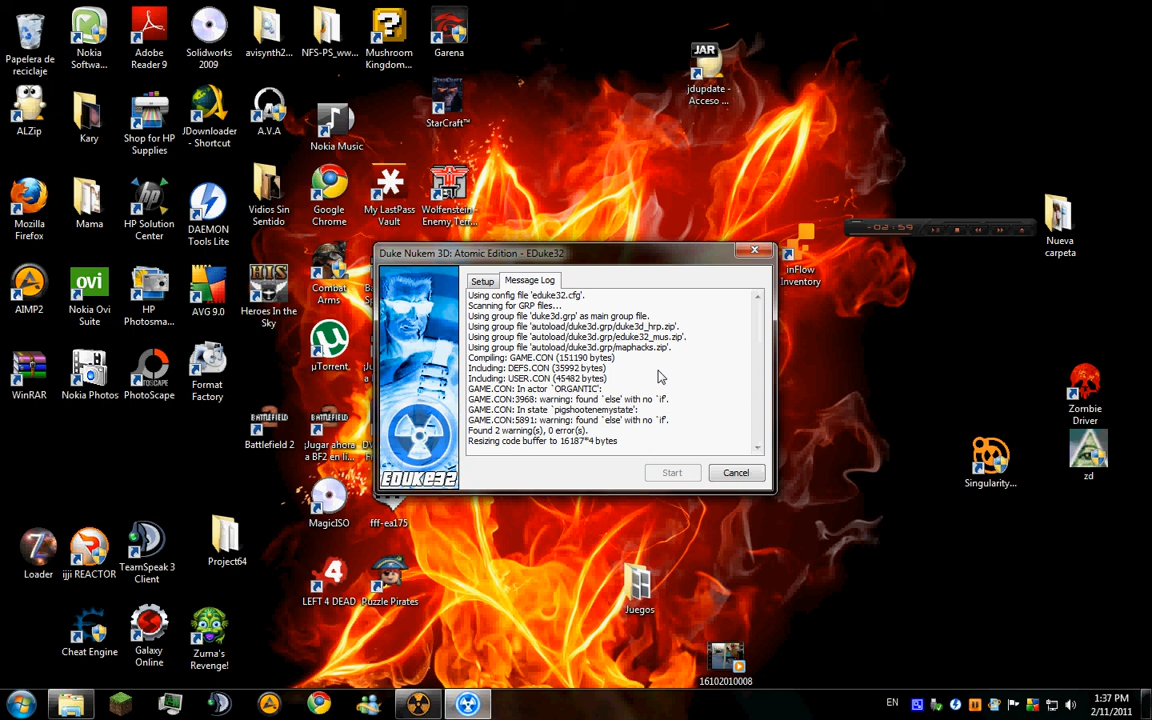 Papelera de
reciclaje
Nokia
Softwa...
Adobe
Reader 9
Solidworks
2009
avisynth2...
NFS-PS_ww...
Mushroom
Kingdom...
Garena
JAR
jdupdate -
Acceso ...
ALZip
Kary
Shop for HP
Supplies
JDownloader
- Shortcut
A.V.A
Nokia Music
StarCraft™
Mozilla
Firefox
Mama
HP Solution
Center
DAEMON
Tools Lite
Vidios Sin
Sentido
Google
Chrome
My LastPass
Vault
Wolfenstein -
Enemy Terr...
-02:59
Nueva
carpeta
inFlow
Inventory
AIMP2
ovi
Nokia Ovi
Suite
HP
Photosma...
AVG 9.0
HIS
Heroes In the
Sky
Combat
Arms
Duke Nukem 3D: Atomic Edition - EDuke32
Setup
Message Log
Using config file 'eduke32.cfg'.
Scanning for GRP files...
Using group file 'duke3d.grp' as main group file.
Using group file 'autoload/duke3d.grp/duke3d_hrp.zip'.
Using group file 'autoload/duke3d.grp/eduke32_mus.zip'.
Using group file 'autoload/duke3d.grp/maphacks.zip'.
Compiling: GAME.CON (151190 bytes)
Including: DEFS.CON (35992 bytes)
Including: USER.CON (45482 bytes)
GAME.CON: In actor `ORGANTIC':
GAME.CON:3968: warning: found `else' with no `if'.
GAME.CON: In state `pigshootenemystate':
GAME.CON:5891: warning: found `else' with no `if'.
Found 2 warning(s), 0 error(s).
Resizing code buffer to 16187*4 bytes
EDUKE32
Start
Cancel
WinRAR
Nokia Photos
PhotoScape
Format
Factory
µTorrent
Battlefield 2
¡Jugar ahora
a BF2 en lí...
MagicISO
fff-ea175
Zombie
Driver
Singularity...
zd
Loader
ijji REACTOR
TeamSpeak 3
Client
Project64
LEFT 4 DEAD
Puzzle Pirates
Juegos
Cheat Engine
Galaxy
Online
Zuma's
Revenge!
16102010008
EN
1:37 PM
2/11/2011